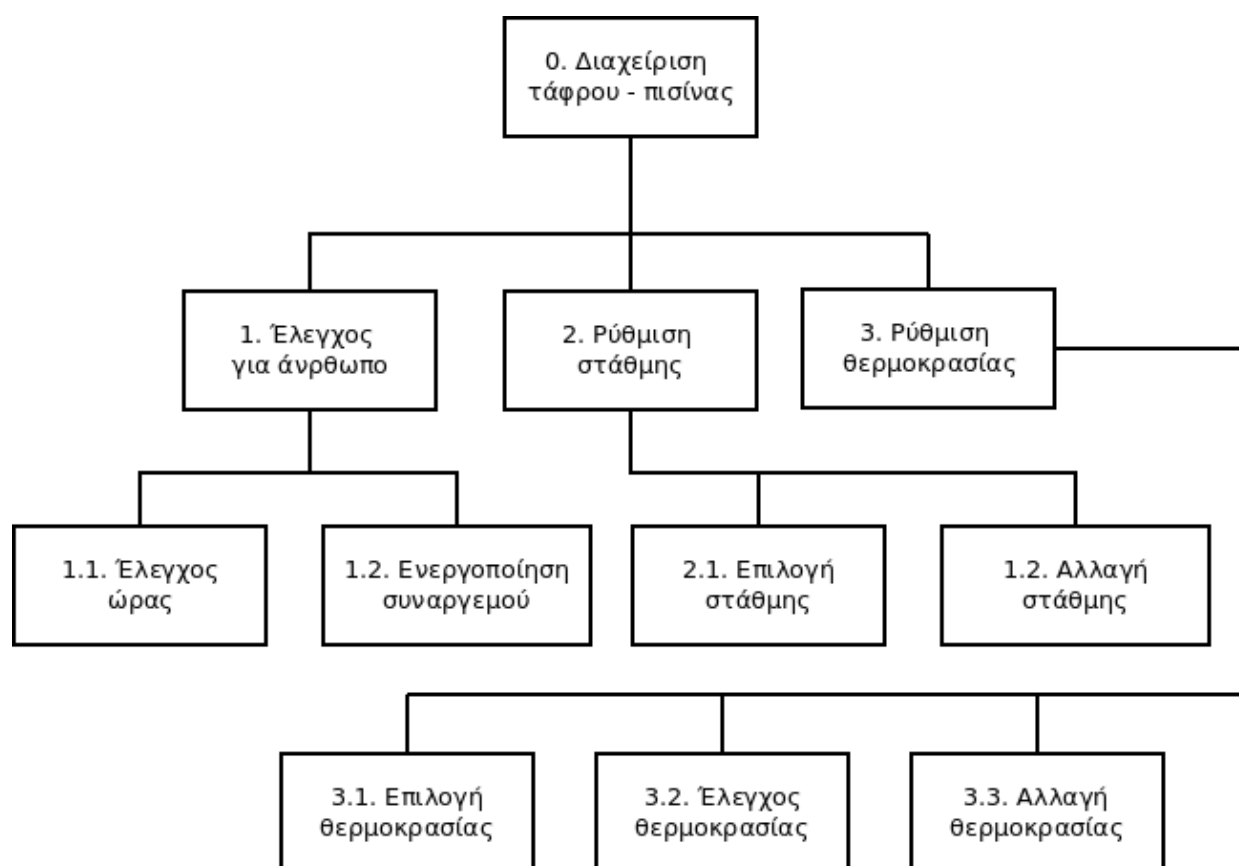 0. Διαχείριση
τάφρου - πισίνας
1. Έλεγχος
για άνρθωπο
2. Ρύθμιση
στάθμης
3. Ρύθμιση
θερμοκρασίας
1.1. Έλεγχος
ώρας
1.2. Ενεργοποίηση
συναργεμού
2.1. Επιλογή
στάθμης
1.2. Αλλαγή
στάθμης
3.1. Επιλογή
θερμοκρασίας
3.2. Έλεγχος
θερμοκρασίας
3.3. Αλλαγή
θερμοκρασίας